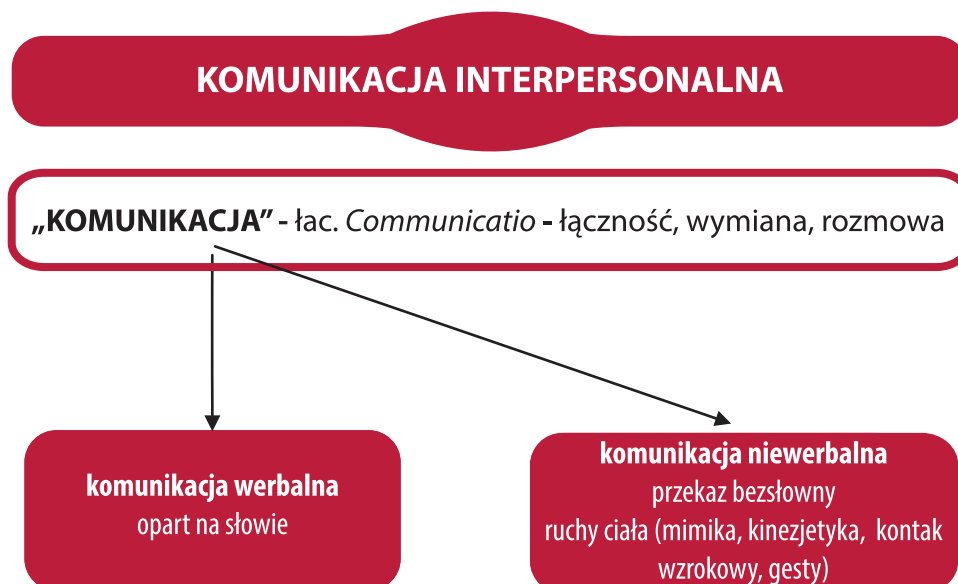 KOMUNIKACJA INTERPERSONALNA
„KOMUNIKACJA” - łac. Communicatio - łączność, wymiana, rozmowa
komunikacja werbalna
opart na słowie
komunikacja niewerbalna
przekaz bezsłowny
ruchy ciała (mimika, kinezjetyka, kontak
wzrokowy, gesty)